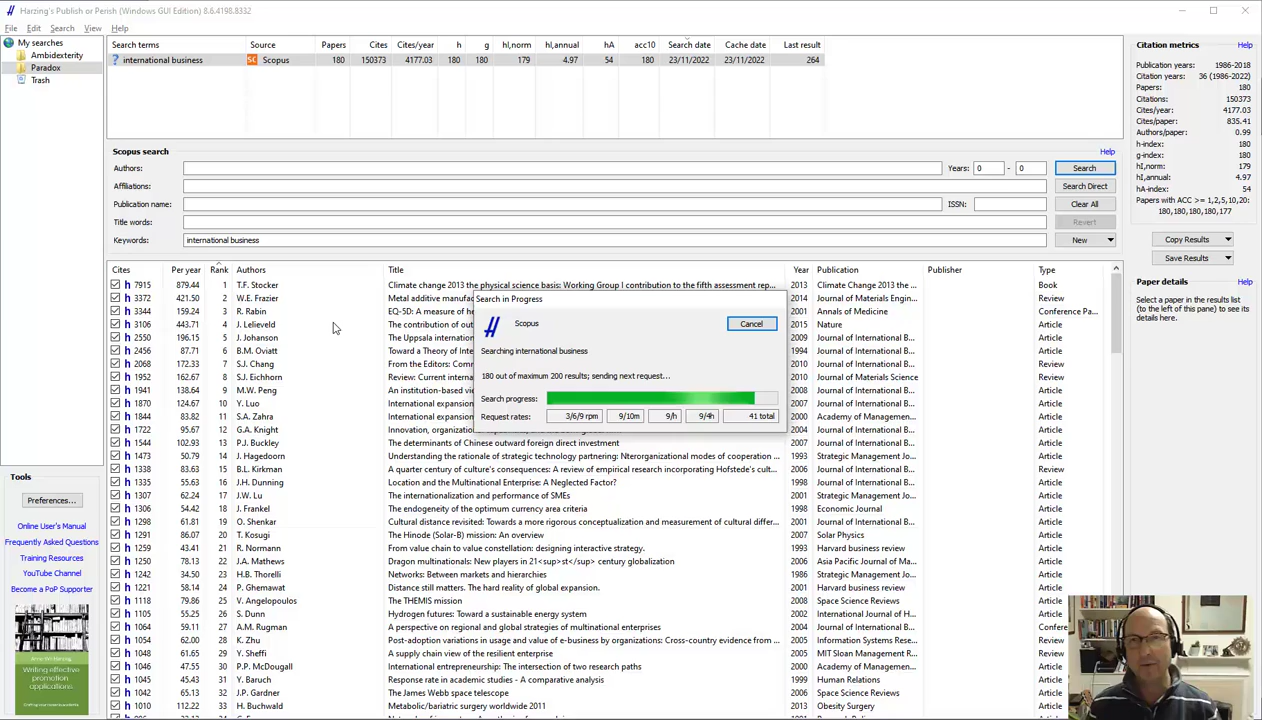 Harzing's Publish or Perish (Windows GUI Edition) 8.6.4198.8332
File Edit Search View Help
My searches
Ambidexterity
Paradox
Trash
Search terms Source Papers Cites Cites/year h g hI,norm hI,annual hA acc10 Search date Cache date Last result
? international business SC Scopus 180 150373 4177.03 180 180 179 4.97 54 180 23/11/2022 23/11/2022 264
Scopus search Help
Authors: Years: 0 - 0 Search
Affiliations: Search Direct
Publication name: ISSN: Clear All
Title words: Revert
Keywords: international business New
Cites Per year Rank Authors Title Year Publication Publisher Type
h 7915 879.44 1 T.F. Stocker Climate change 2013 the physical science basis: Working Group I contribution to the fifth assessment rep... 2013 Climate Change 2013 the ... Book
h 3372 421.50 2 W.E. Frazier Metal additive manufa 2014 Journal of Materials Engin... Review
h 3344 159.24 3 R. Rabin EQ-5D: A measure of 2001 Annals of Medicine Conference Pa...
h 3106 443.71 4 J. Lelieveld The contribution of out 2015 Nature Article
h 2550 196.15 5 J. Johanson The Uppsala internatio 2009 Journal of International B... Article
h 2456 87.71 6 B.M. Oviatt Toward a Theory of Inte 1994 Journal of International B... Article
h 2068 172.33 7 S.J. Chang From the Editors: Comm 2010 Journal of International B... Review
h 1952 162.67 8 S.J. Eichhorn Review: Current intern 2010 Journal of Materials Science Review
h 1941 138.64 9 M.W. Peng An institution-based vi 2008 Journal of International B... Article
h 1870 124.67 10 Y. Luo International expansion 2007 Journal of International B... Article
h 1844 83.82 11 S.A. Zahra International expansion 2000 Academy of Managemen... Article
h 1722 95.67 12 G.A. Knight Innovation, organization 2004 Journal of International B... Article
h 1544 102.93 13 P.J. Buckley The determinants of Chinese outward foreign direct investment 2007 Journal of International B... Article
h 1473 50.79 14 J. Hagedoorn Understanding the rationale of strategic technology partnering: Nterorganizational modes of cooperation ... 1993 Strategic Management Jo... Article
h 1338 83.63 15 B.L. Kirkman A quarter century of culture's consequences: A review of empirical research incorporating Hofstede's cult... 2006 Journal of International B... Review
h 1335 55.63 16 J.H. Dunning Location and the Multinational Enterprise: A Neglected Factor? 1998 Journal of International B... Article
h 1307 62.24 17 J.W. Lu The internationalization and performance of SMEs 2001 Strategic Management Jo... Article
h 1306 54.42 18 J. Frankel The endogeneity of the optimum currency area criteria 1998 Economic Journal Article
h 1298 61.81 19 O. Shenkar Cultural distance revisited: Towards a more rigorous conceptualization and measurement of cultural differ... 2001 Journal of International B... Article
h 1291 86.07 20 T. Kosugi The Hinode (Solar-B) mission: An overview 2007 Solar Physics Article
h 1259 43.41 21 R. Normann From value chain to value constellation: designing interactive strategy. 1993 Harvard business review Article
h 1250 78.13 22 J.A. Mathews Dragon multinationals: New players in 21<sup>st</sup> century globalization 2006 Asia Pacific Journal of Ma... Article
h 1242 34.50 23 H.B. Thorelli Networks: Between markets and hierarchies 1986 Strategic Management Jo... Article
h 1221 58.14 24 P. Ghemawat Distance still matters. The hard reality of global expansion. 2001 Harvard business review Article
h 1118 79.86 25 V. Angelopoulos The THEMIS mission 2008 Space Science Reviews Article
h 1105 55.25 26 S. Dunn Hydrogen futures: Toward a sustainable energy system 2002 International Journal of H... Article
h 1064 59.11 27 A.M. Rugman A perspective on regional and global strategies of multinational enterprises 2004 Journal of International B... Confere
h 1054 62.00 28 K. Zhu Post-adoption variations in usage and value of e-business by organizations: Cross-country evidence from ... 2005 Information Systems Rese... Review
h 1048 61.65 29 Y. Sheffi A supply chain view of the resilient enterprise 2005 MIT Sloan Management R... Review
h 1046 47.55 30 P.P. McDougall International entrepreneurship: The intersection of two research paths 2000 Academy of Management... Article
h 1045 45.43 31 Y. Baruch Response rate in academic studies - A comparative analysis 1999 Human Relations Article
h 1042 65.13 32 J.P. Gardner The James Webb space telescope 2006 Space Science Reviews Article
h 1010 112.22 33 H. Buchwald Metabolic/bariatric surgery worldwide 2011 2013 Obesity Surgery Article
Search in Progress
Scopus Cancel
Searching international business
180 out of maximum 200 results; sending next request...
Search progress:
Request rates: 3/6/9 rpm 9/10m 9/h 9/4h 41 total
Citation metrics Help
Publication years: 1986-2018
Citation years: 36 (1986-2022)
Papers: 180
Citations: 150373
Cites/year: 4177.03
Cites/paper: 835.41
Authors/paper: 0.99
h-index: 180
g-index: 180
hI,norm: 179
hI,annual: 4.97
hA-index: 54
Papers with ACC >= 1,2,5,10,20:
180,180,180,180,177
Copy Results
Save Results
Paper details Help
Select a paper in the results list
(to the left of this pane) to see its
details here.
Tools
Preferences...
Online User's Manual
Frequently Asked Questions
Training Resources
YouTube Channel
Become a PoP Supporter
Anne-Wil Harzing
Writing effective
promotion
applications.